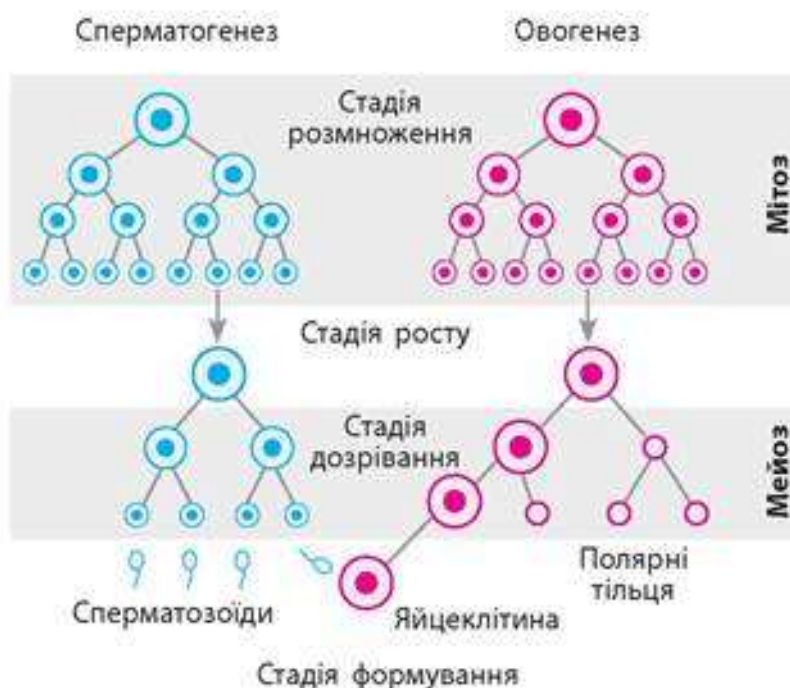 Сперматогенез
Овогенез
Стадія
розмноження
Мітоз
Стадія росту
Стадія
дозрівання
Мейоз
Полярні
тільця
Сперматозоїди
Яйцеклітина
Стадія формування